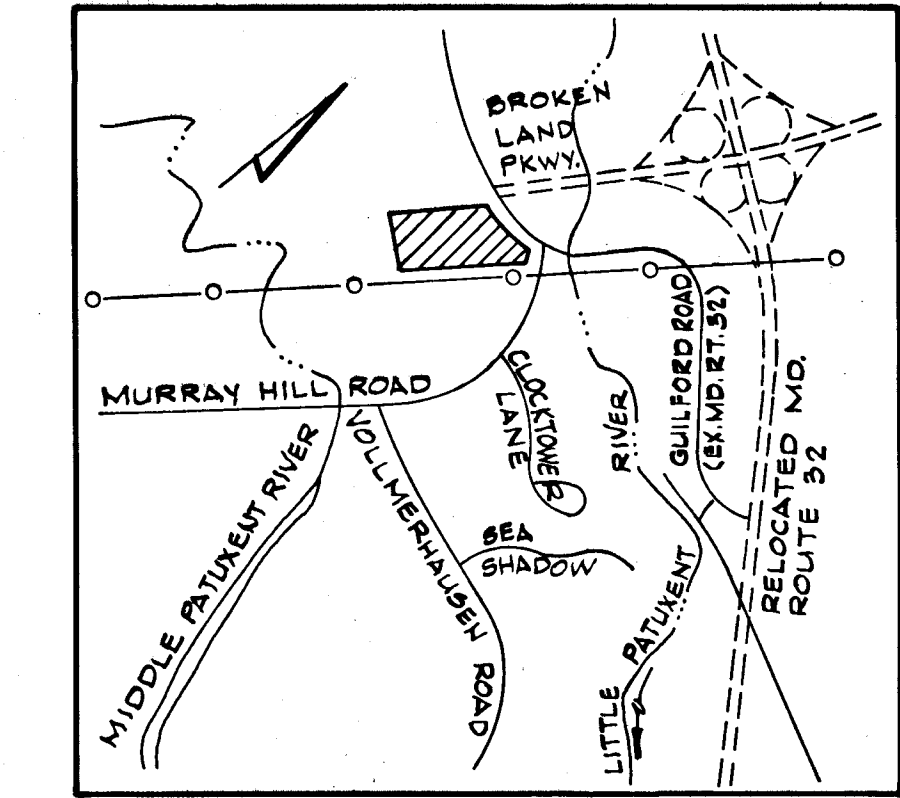 BROKEN
LAND
PKWY.
MURRAY HILL ROAD
CLOCKTOWER
LANE
GUILFORD ROAD
(EX. MD. RT. 32)
RELOCATED MD.
ROUTE 32
MIDDLE PATUXENT RIVER
VOLLMERHAUSEN ROAD
SEA
SHADOW
LITTLE PATUXENT RIVER